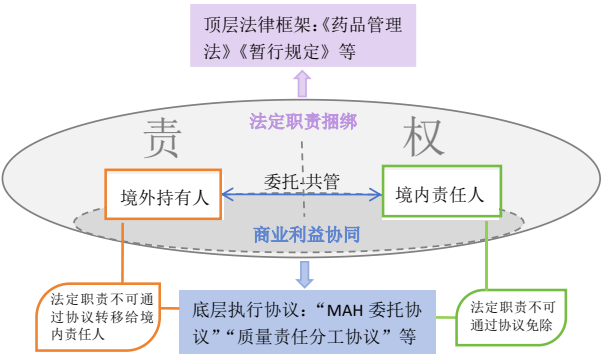 顶层法律框架：《药品管理
法》《暂行规定》等
法定职责捆绑
责
权
委托-共管
境外持有人
境内责任人
商业利益协同
法定职责不可通
过协议转移给境
内责任人
底层执行协议：“MAH 委托协
议”“质量责任分工协议”等
法定职责不可
通过协议免除